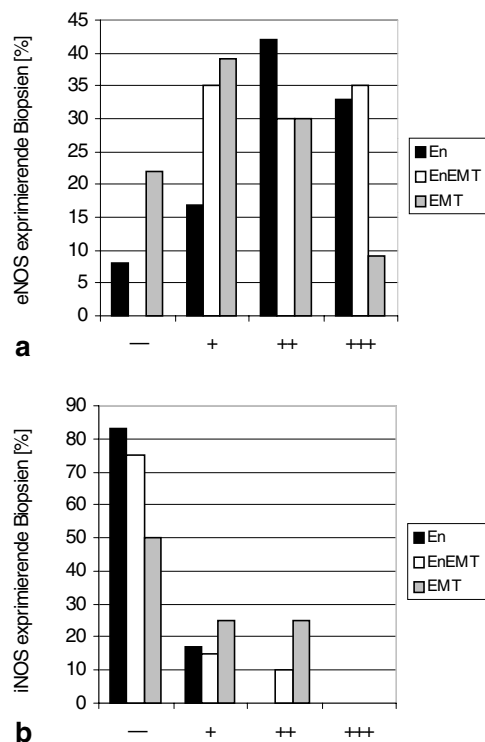 eNOS exprimierende Biopsien [%]
45
40
35
30
25
20
15
10
5
0
— + ++ +++
En
EnEMT
EMT
a
iNOS exprimierende Biopsien [%]
90
80
70
60
50
40
30
20
10
0
— + ++ +++
En
EnEMT
EMT
b